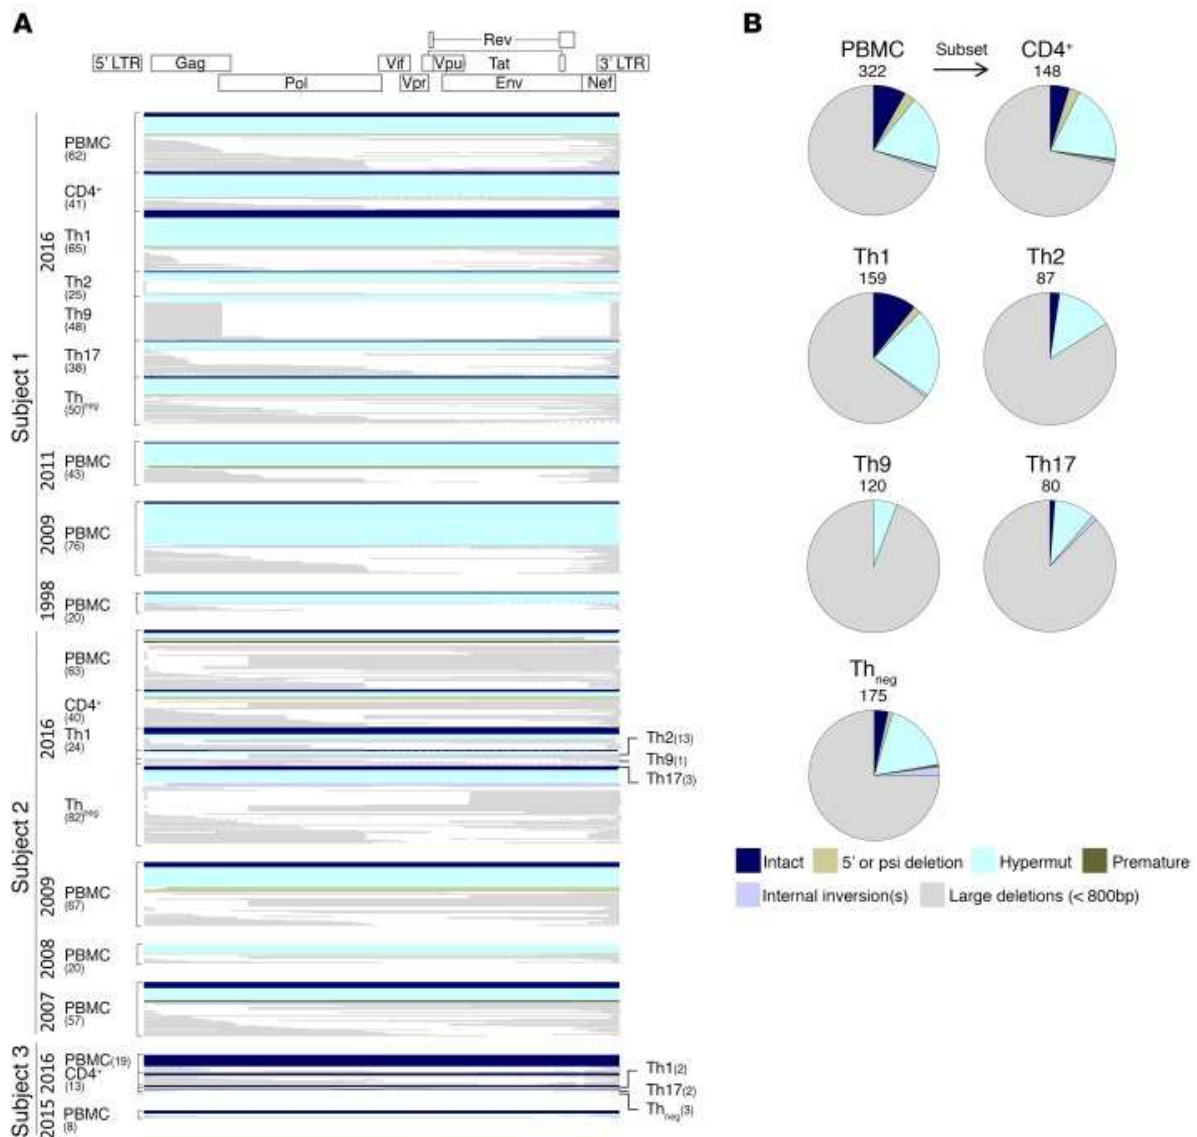 A
Rev
5' LTR Gag Vif Vpu Tat 3' LTR
Pol Vpr Env Nef
Subject 1
2016
PBMC
(62)
CD4+
(41)
Th1
(65)
Th2
(25)
Th9
(48)
Th17
(38)
Th
(50)neg
2011
PBMC
(43)
2009
PBMC
(76)
1998
PBMC
(20)
Subject 2
2016
PBMC
(63)
CD4+
(40)
Th1
(24)
Th2(13)
Th9(1)
Th17(3)
Th
(82)neg
2009
PBMC
(67)
2008
PBMC
(20)
2007
PBMC
(57)
Subject 3
2016
PBMC(19)
CD4+
(13)
Th1(2)
Th17(2)
Thneg(3)
2015
PBMC
(8)
B
PBMC Subset CD4+
322 148
Th1 Th2
159 87
Th9 Th17
120 80
Thneg
175
Intact 5' or psi deletion Hypermut Premature
Internal inversion(s) Large deletions (< 800bp)